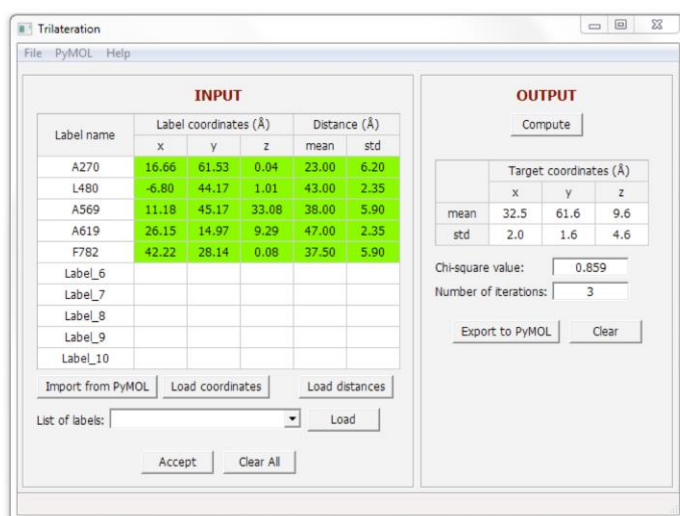 Trilateration
File PyMOL Help
INPUT
Label name Label coordinates (Å) Distance (Å)
x y z mean std
A270 16.66 61.53 0.04 23.00 6.20
L480 -6.80 44.17 1.01 43.00 2.35
A569 11.18 45.17 33.08 38.00 5.90
A619 26.15 14.97 9.29 47.00 2.35
F782 42.22 28.14 0.08 37.50 5.90
Label_6
Label_7
Label_8
Label_9
Label_10
Import from PyMOL Load coordinates Load distances
List of labels: Load
Accept Clear All
OUTPUT
Compute
Target coordinates (Å)
x y z
mean 32.5 61.6 9.6
std 2.0 1.6 4.6
Chi-square value: 0.859
Number of iterations: 3
Export to PyMOL Clear